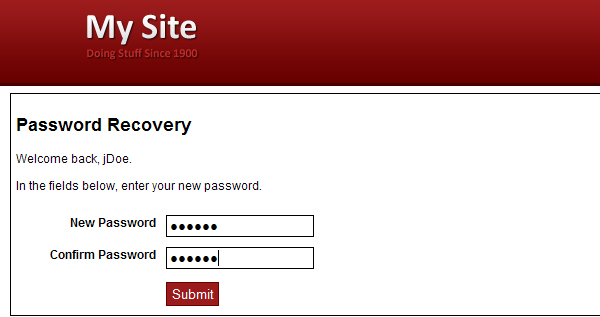 My Site
Doing Stuff Since 1900
Password Recovery
Welcome back, jDoe.
In the fields below, enter your new password.
New Password ●●●●●●
Confirm Password ●●●●●●
Submit